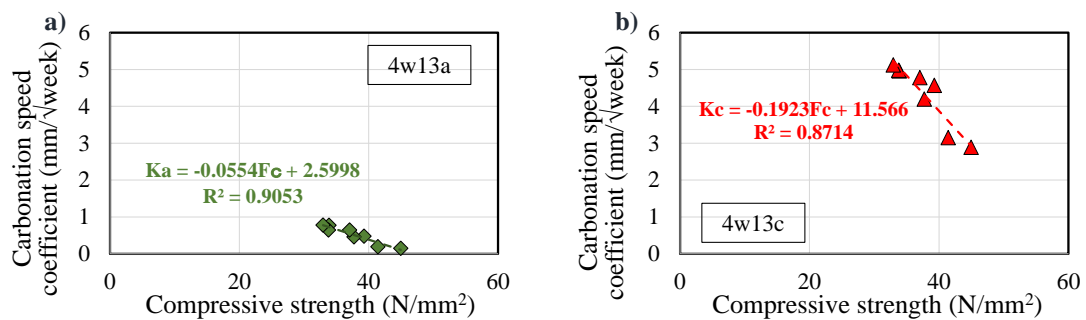 a)
6
5
4
3
2
1
0
Carbonation speed
coefficient (mm/√week)
4w13a
Ka = -0.0554Fc + 2.5998
R² = 0.9053
0 20 40 60
Compressive strength (N/mm²)
b)
6
5
4
3
2
1
0
Carbonation speed
coefficient (mm/√week)
Kc = -0.1923Fc + 11.566
R² = 0.8714
4w13c
0 20 40 60
Compressive strength (N/mm²)